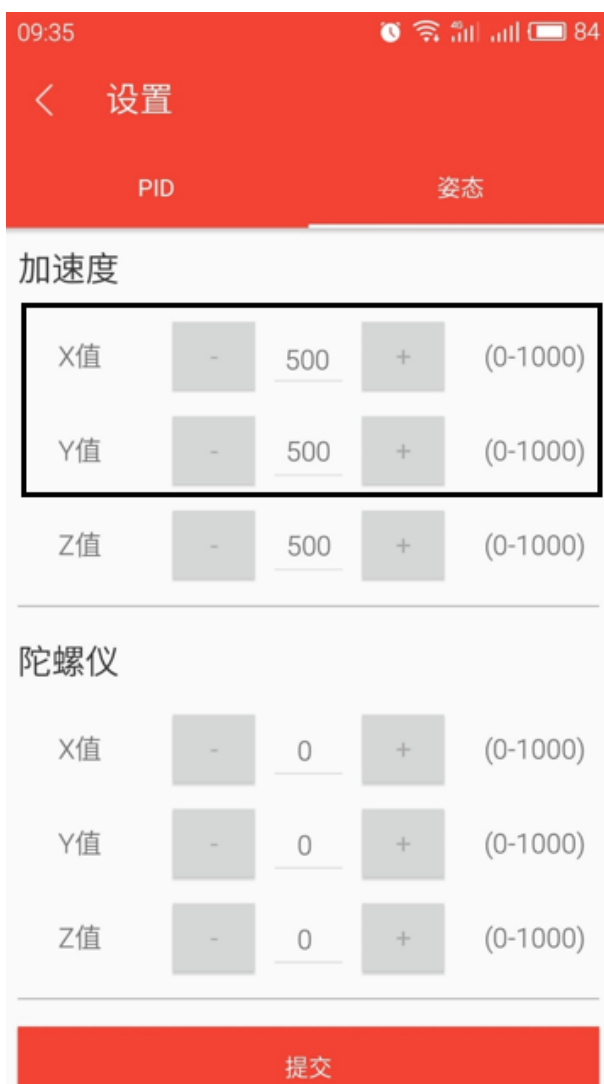 09:35 4G 84
设置
PID 姿态
加速度
X值 - 500 + (0-1000)
Y值 - 500 + (0-1000)
Z值 - 500 + (0-1000)
陀螺仪
X值 - 0 + (0-1000)
Y值 - 0 + (0-1000)
Z值 - 0 + (0-1000)
提交